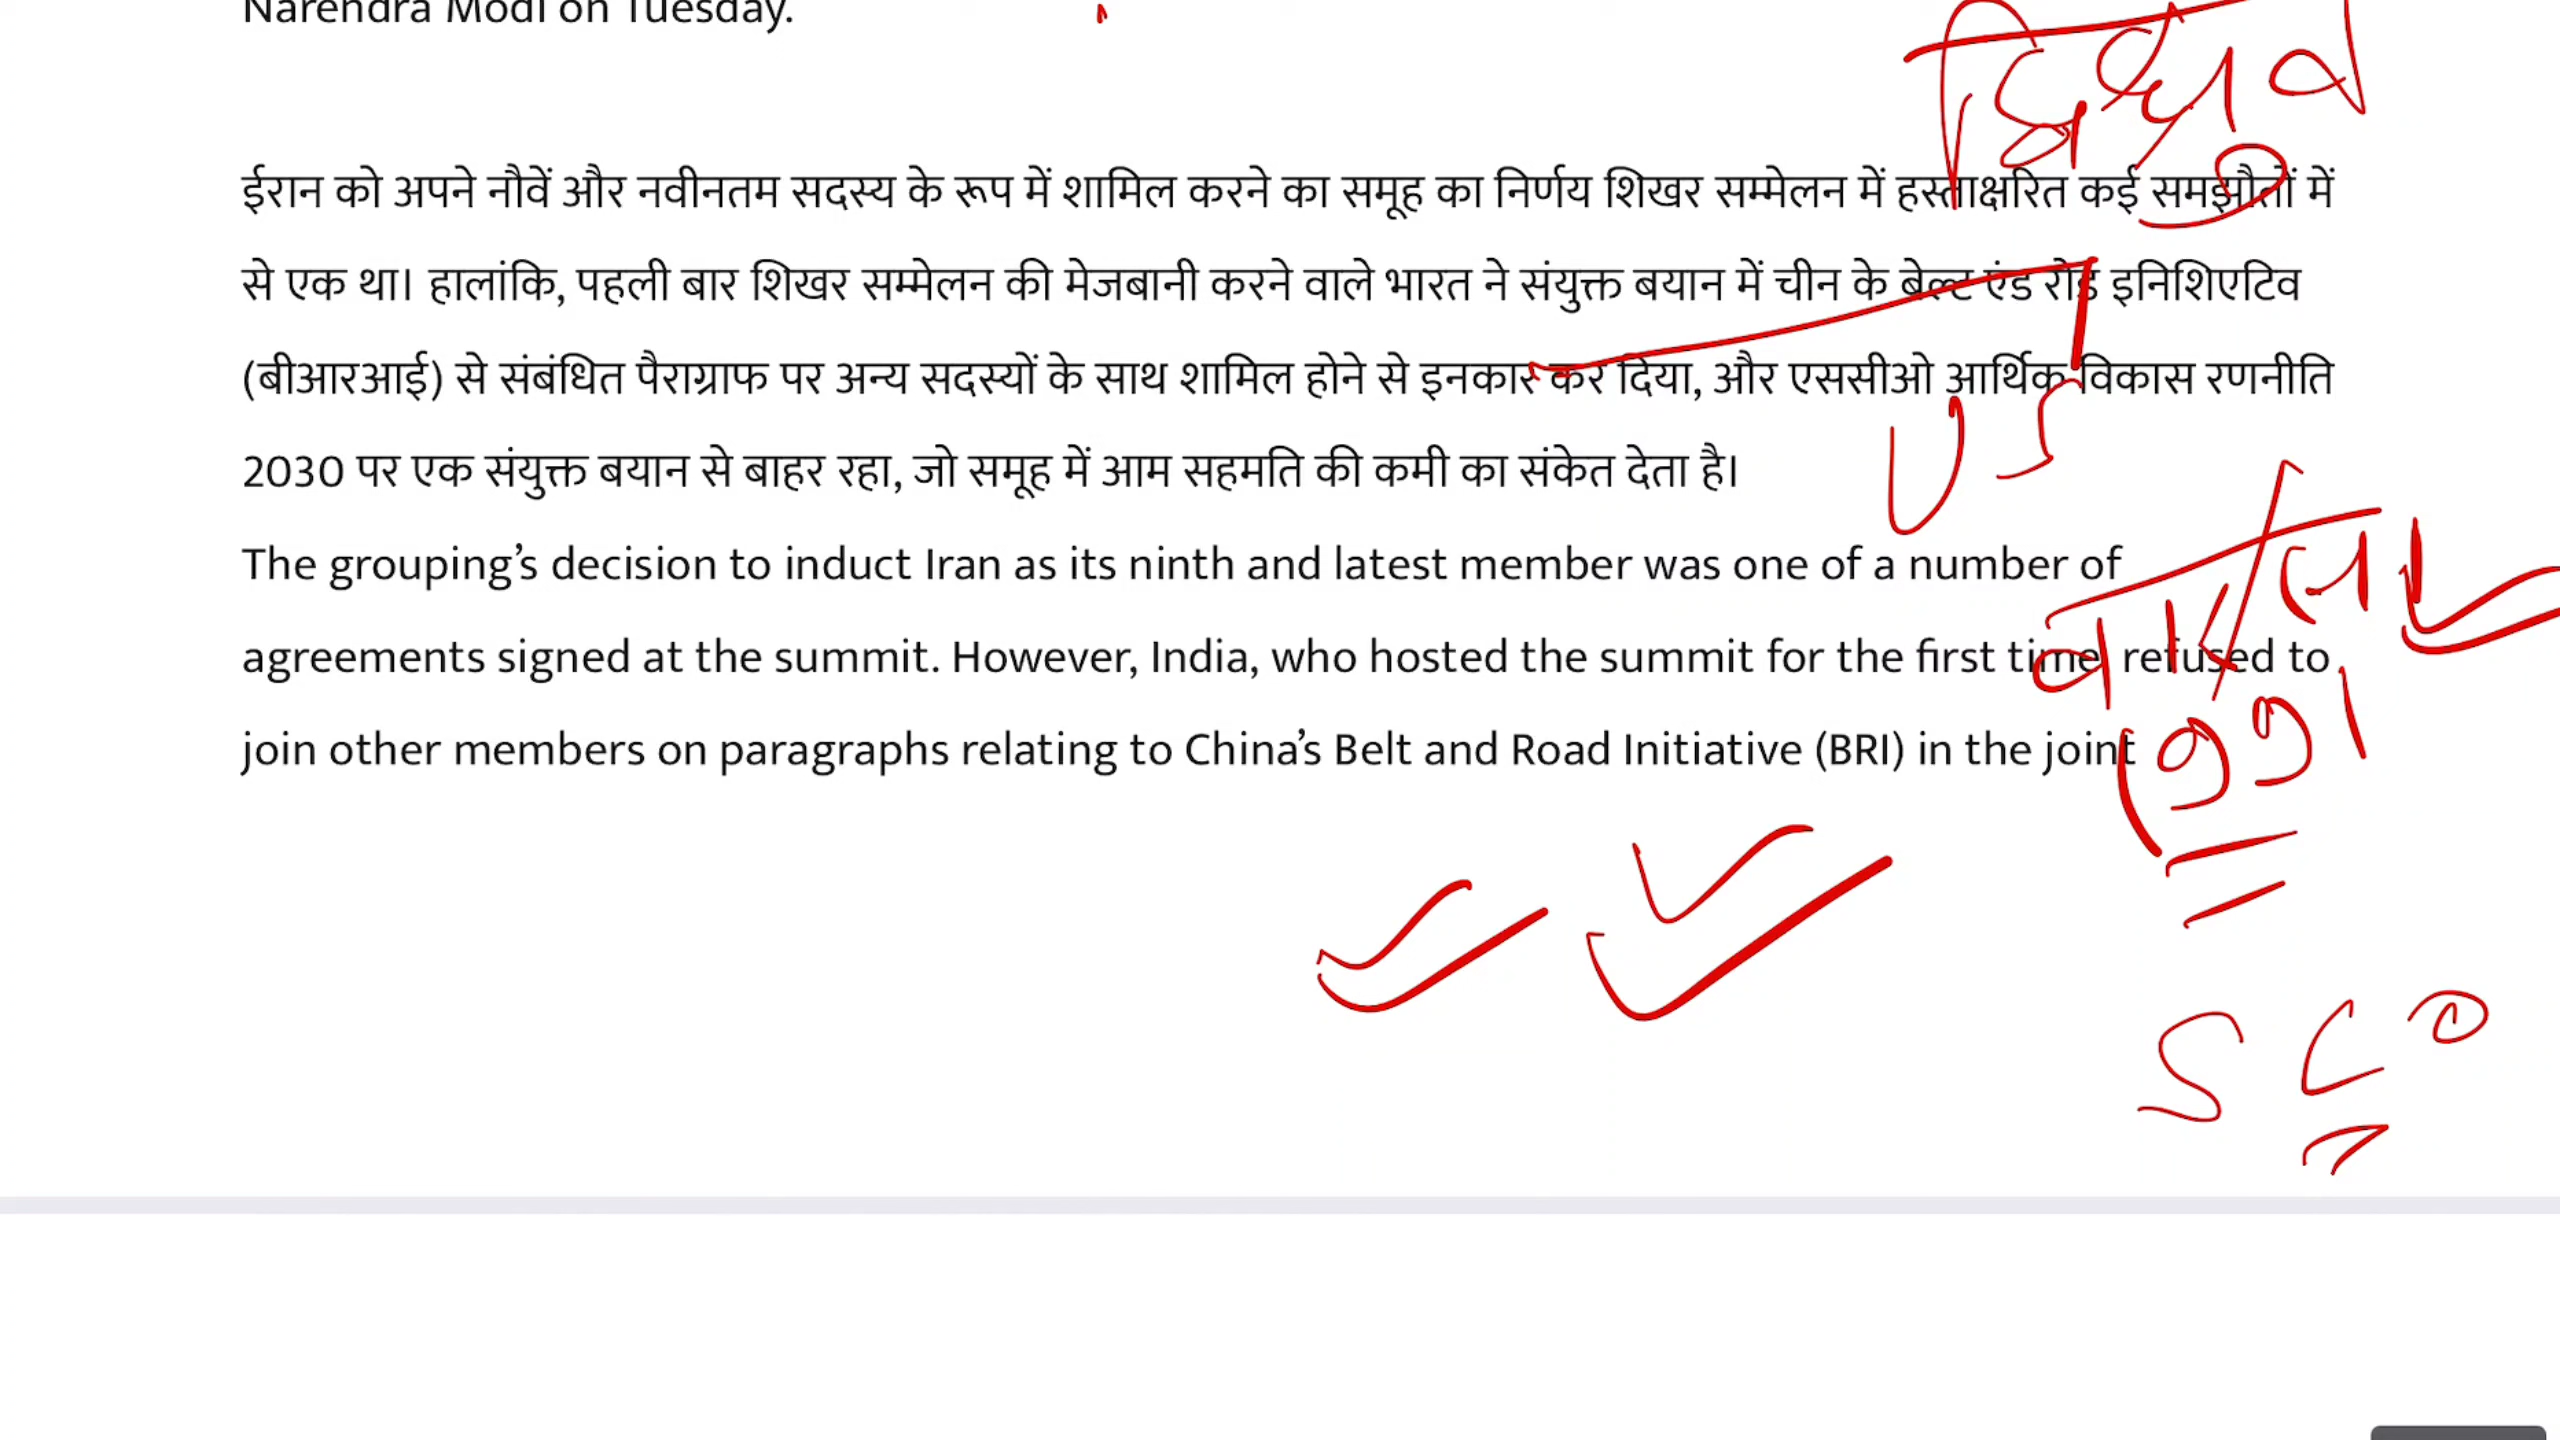 Narendra Modi on Tuesday.
ईरान को अपने नौवें और नवीनतम सदस्य के रूप में शामिल करने का समूह का निर्णय शिखर सम्मेलन में हस्ताक्षरित कई समझौतों में
से एक था। हालांकि, पहली बार शिखर सम्मेलन की मेजबानी करने वाले भारत ने संयुक्त बयान में चीन के बेल्ट एंड रोड इनिशिएटिव
(बीआरआई) से संबंधित पैराग्राफ पर अन्य सदस्यों के साथ शामिल होने से इनकार कर दिया, और एससीओ आर्थिक विकास रणनीति
2030 पर एक संयुक्त बयान से बाहर रहा, जो समूह में आम सहमति की कमी का संकेत देता है।
US
The grouping’s decision to induct Iran as its ninth and latest member was one of a number of
agreements signed at the summit. However, India, who hosted the summit for the first time, refused to
join other members on paragraphs relating to China’s Belt and Road Initiative (BRI) in the joint
1991
SCO